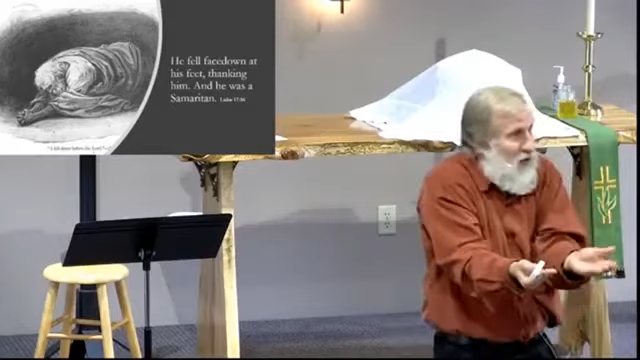 He fell facedown at
his feet, thanking
him. And he was a
Samaritan. Luke 17:16